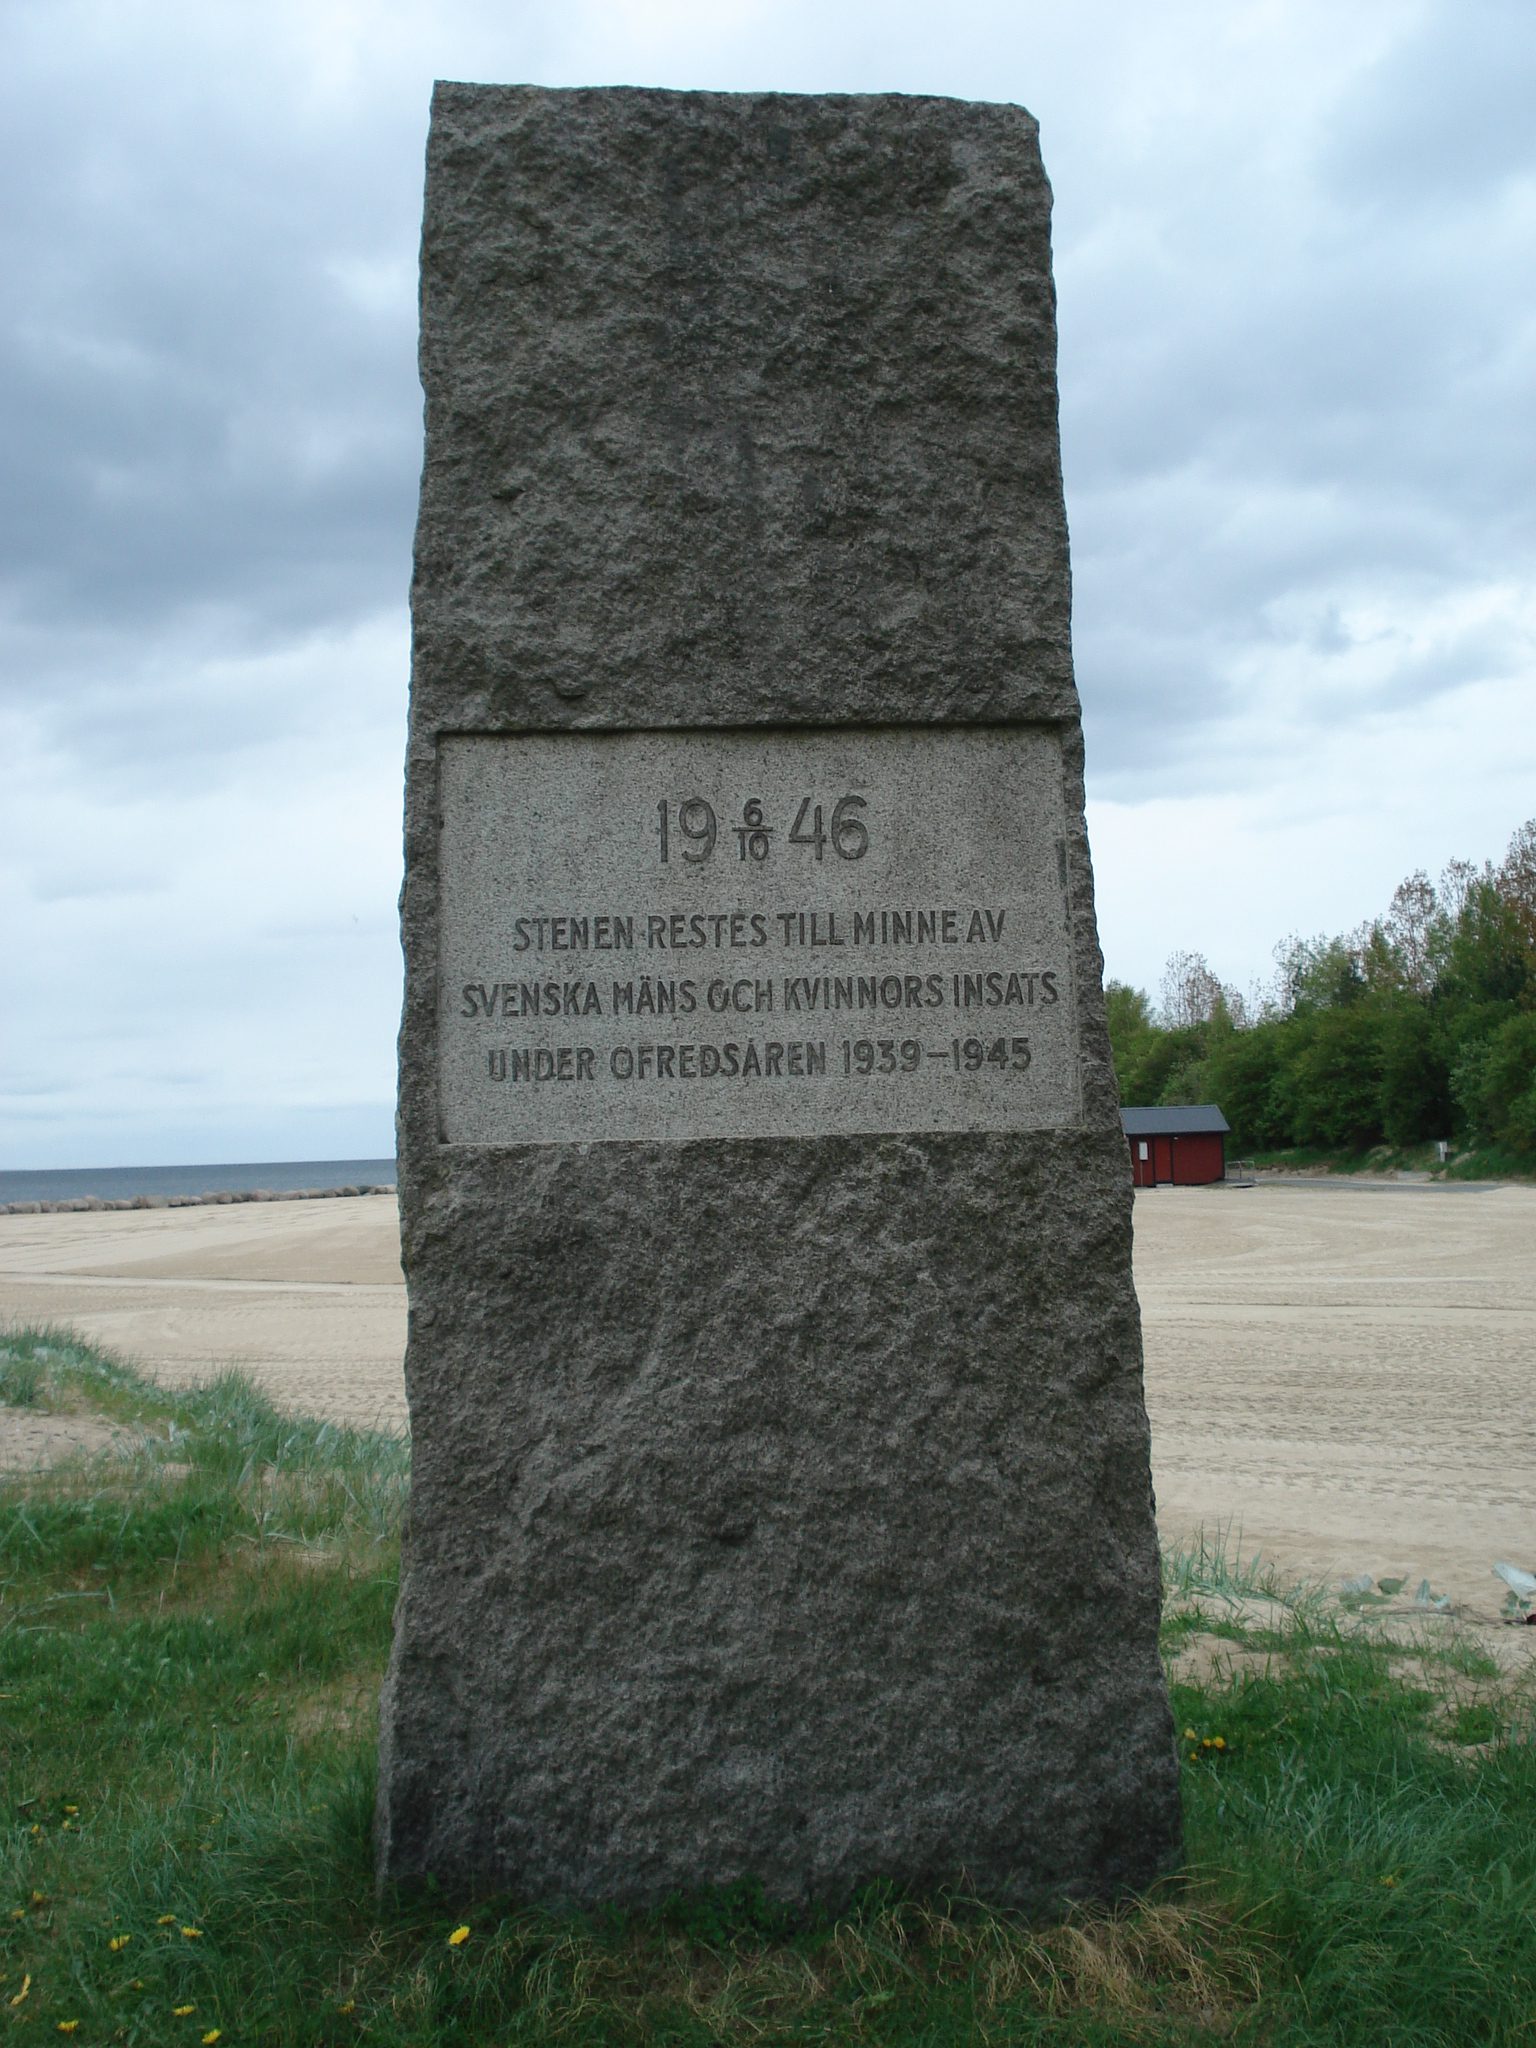 19 6/10 46
STENEN RESTES TILL MINNE AV
SVENSKA MÄNS OCH KVINNORS INSATS
UNDER OFREDSÅREN 1939–1945